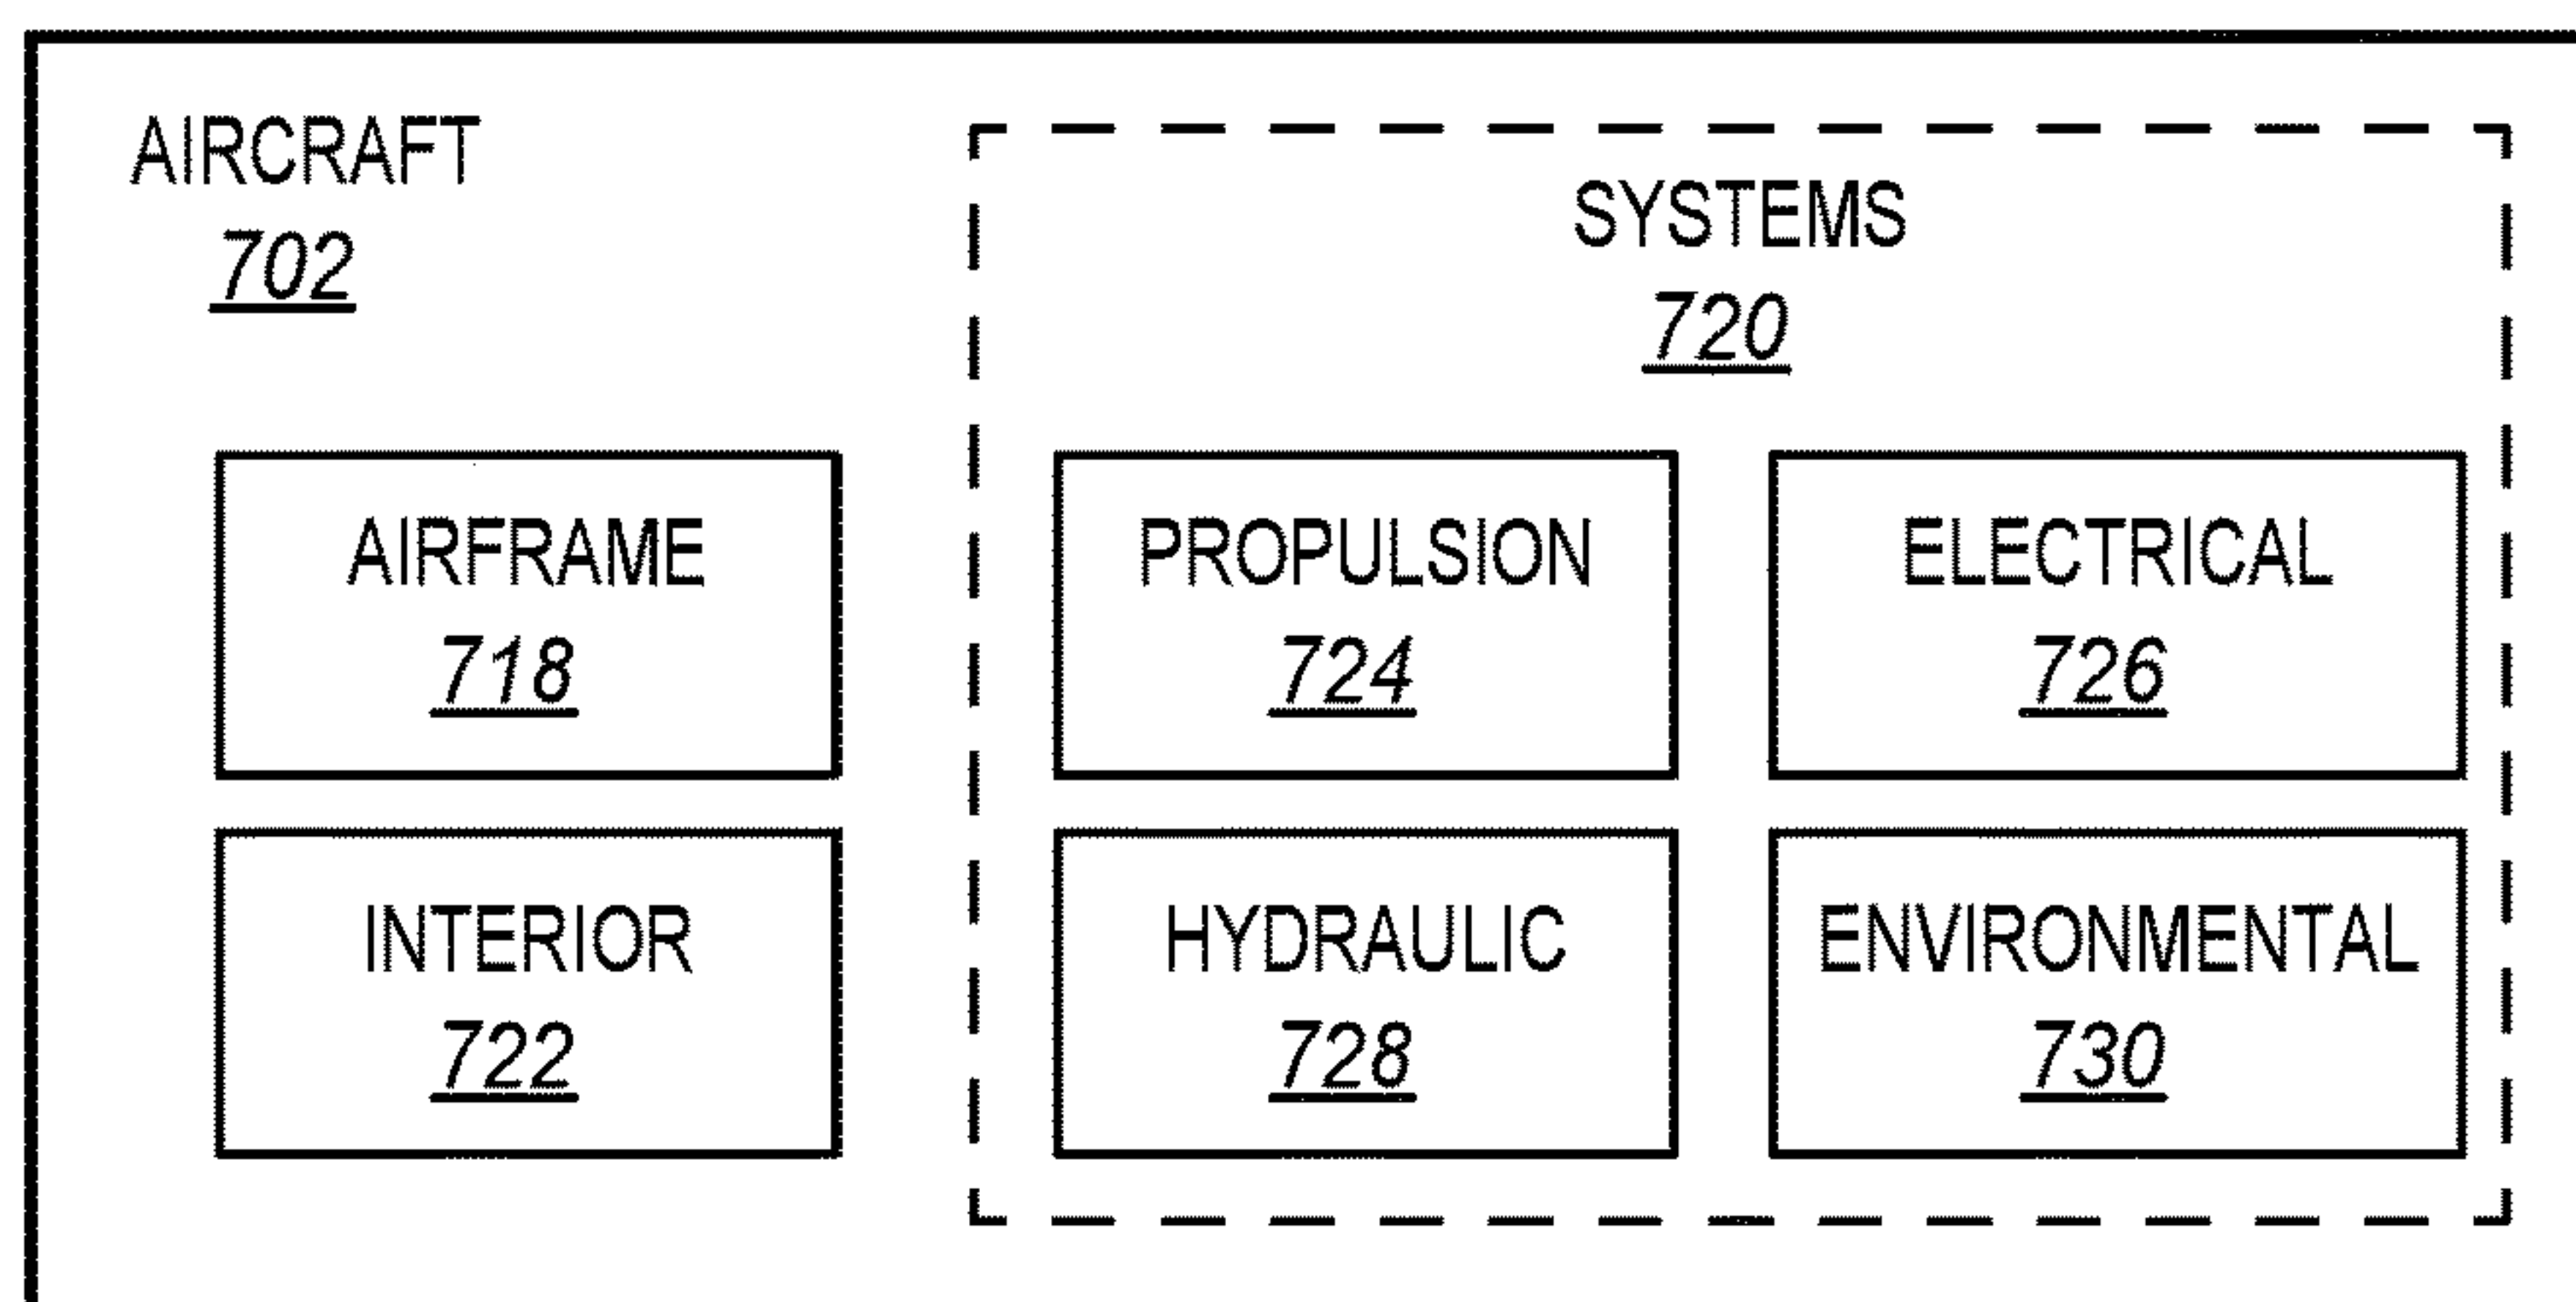 AIRCRAFT
702
SYSTEMS
720
AIRFRAME
718
PROPULSION
724
ELECTRICAL
726
INTERIOR
722
HYDRAULIC
728
ENVIRONMENTAL
730